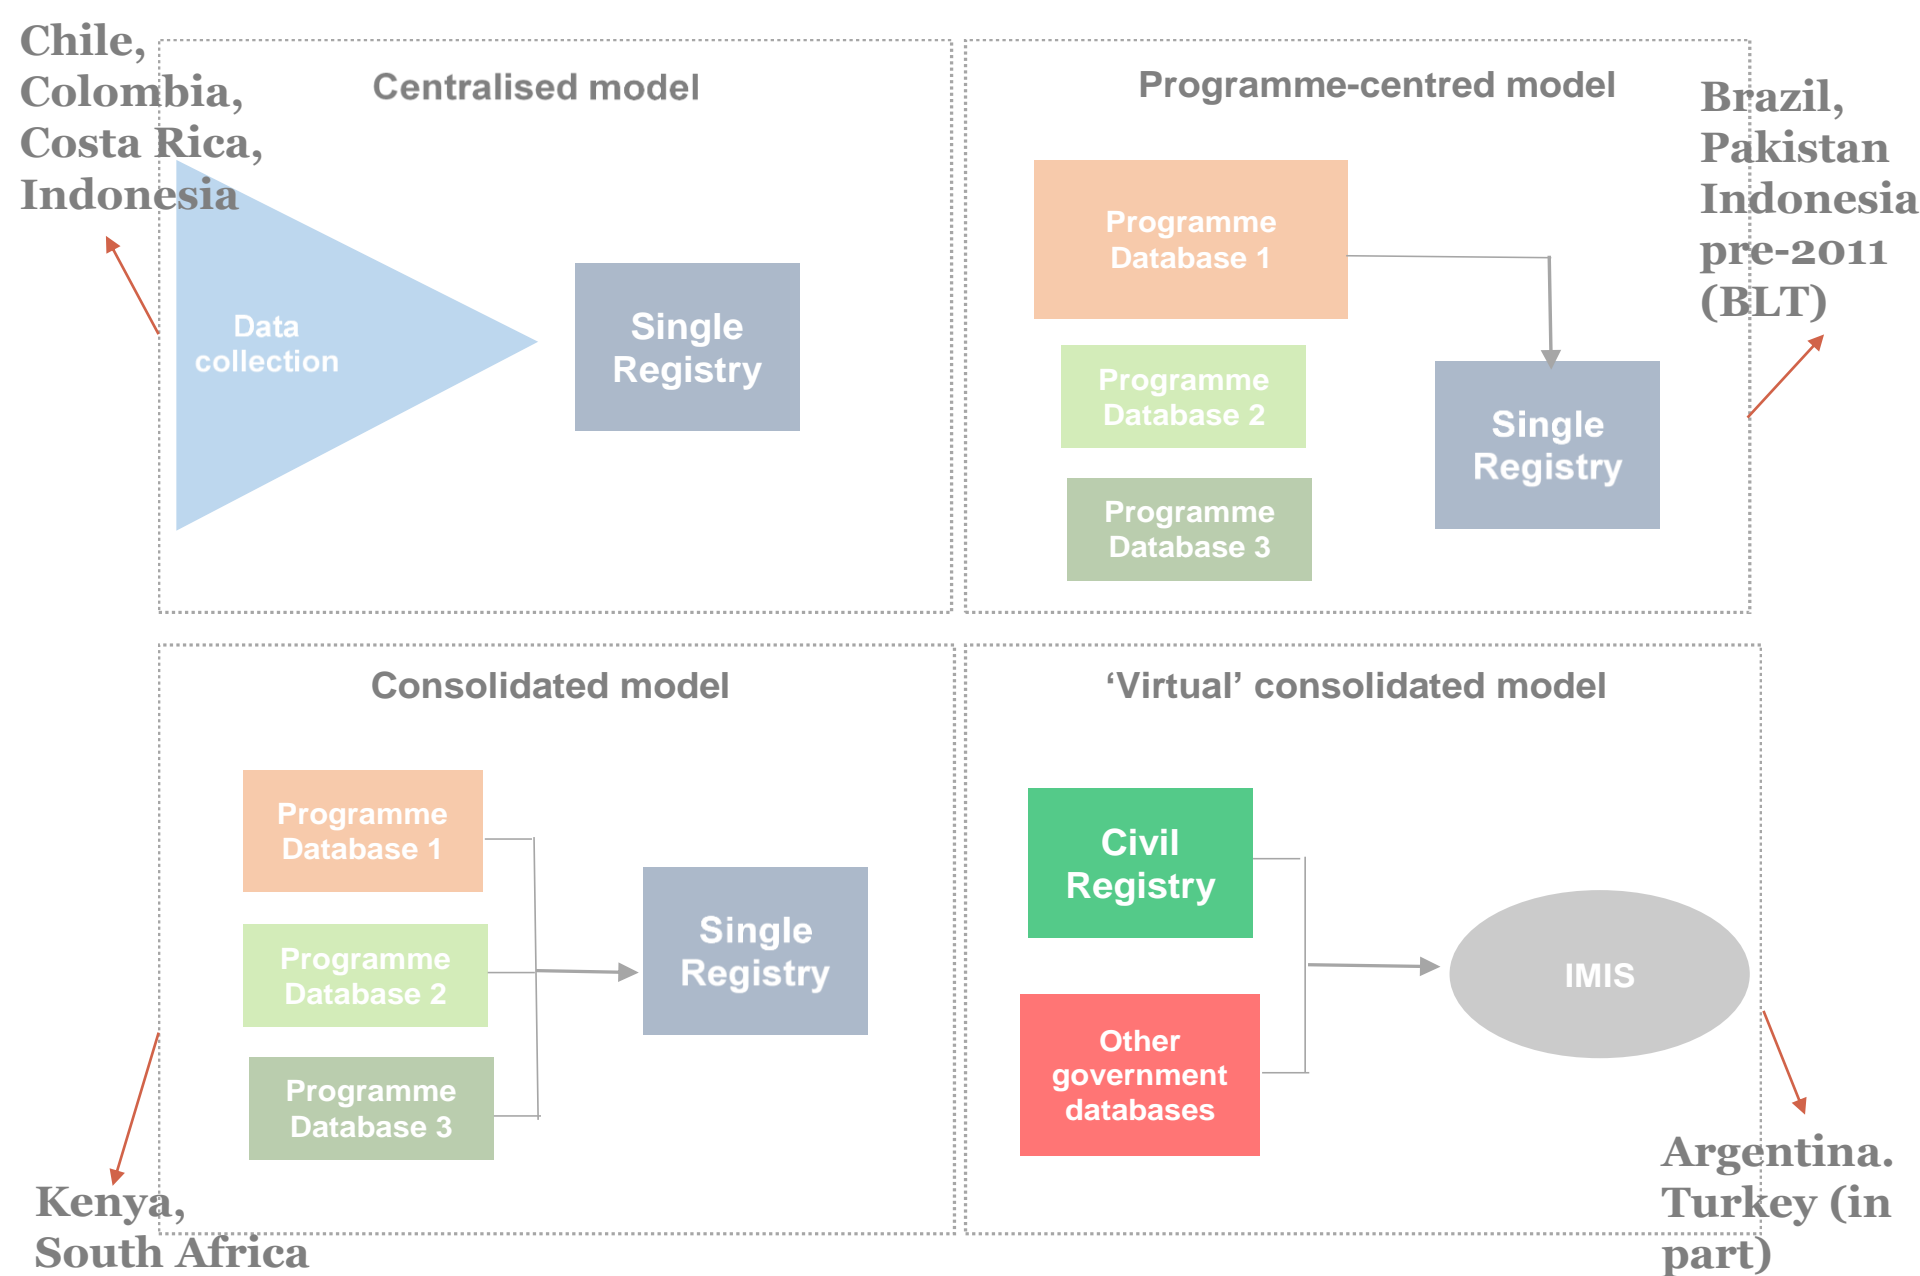 Chile,
Colombia,
Costa Rica,
Indonesia
Centralised model
Data
collection
Single
Registry
Programme-centred model
Programme
Database 1
Programme
Database 2
Programme
Database 3
Single
Registry
Brazil,
Pakistan
Indonesia
pre-2011
(BLT)
Consolidated model
Programme
Database 1
Programme
Database 2
Programme
Database 3
Single
Registry
Kenya,
South Africa
‘Virtual’ consolidated model
Civil
Registry
Other
government
databases
IMIS
Argentina.
Turkey (in
part)